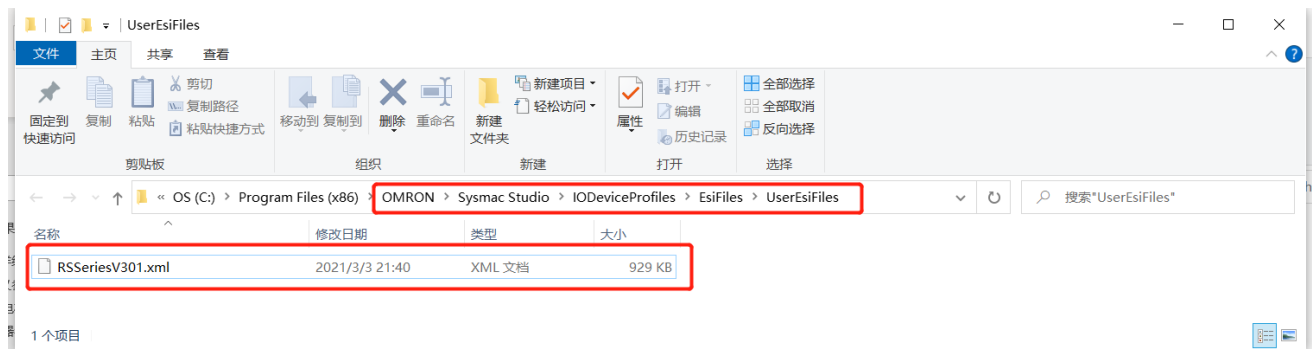 UserEsiFiles
文件 主页 共享 查看
固定到
快速访问
复制
粘贴
剪切
复制路径
粘贴快捷方式
移动到 复制到 删除 重命名
新建
文件夹
新建项目
轻松访问
属性
打开
编辑
历史记录
全部选择
全部取消
反向选择
剪贴板 组织 新建 打开 选择
« OS (C:) > Program Files (x86) > OMRON > Sysmac Studio > IODeviceProfiles > EsiFiles > UserEsiFiles
搜索"UserEsiFiles"
名称 修改日期 类型 大小
RSSeriesV301.xml 2021/3/3 21:40 XML 文档 929 KB
1 个项目